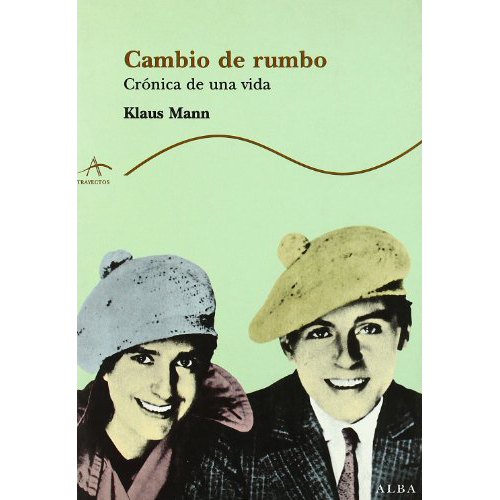 Cambio de rumbo
Crónica de una vida
Klaus Mann
TRAYECTOS
ALBA